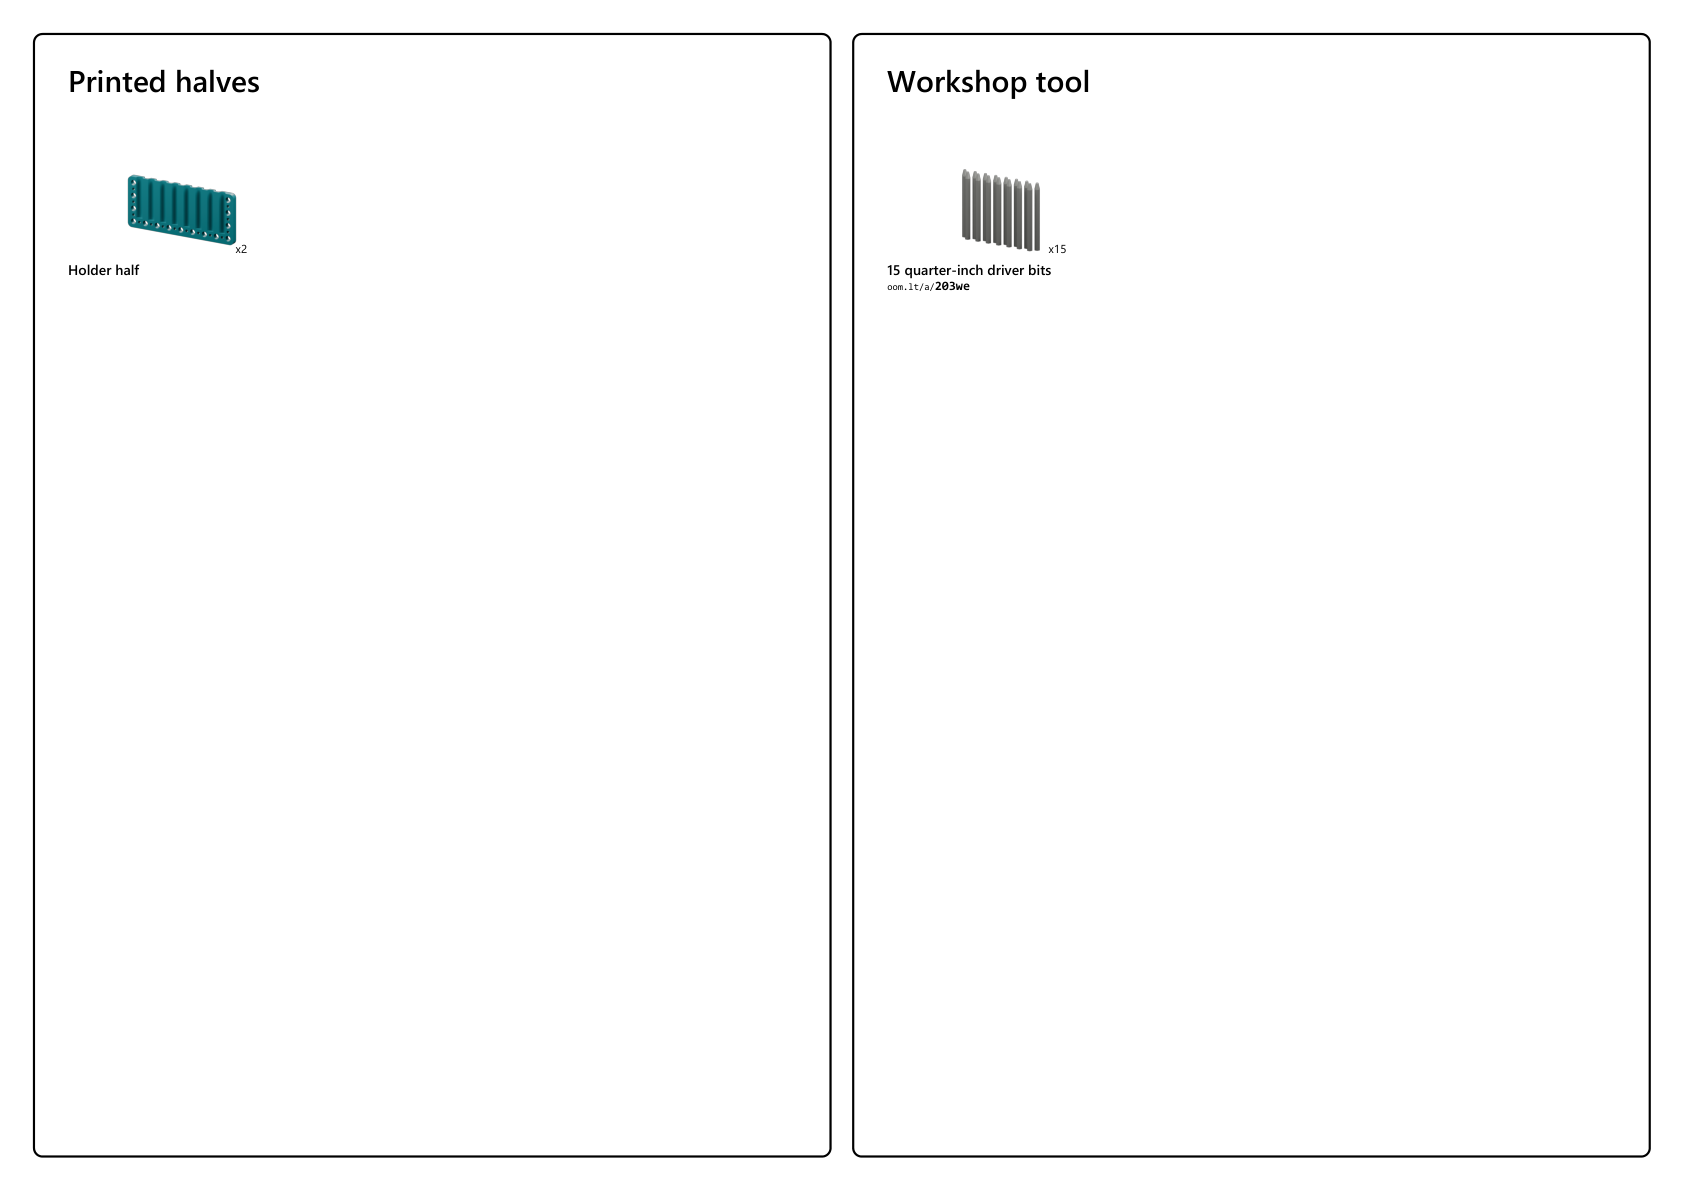 Printed halves
x2
Holder half
Workshop tool
x15
15 quarter-inch driver bits
oom.lt/a/203we